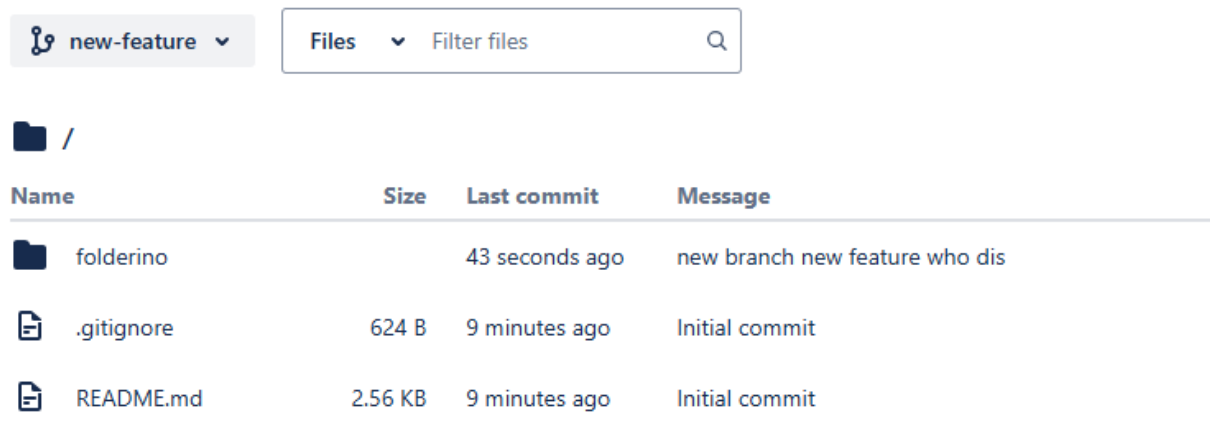 new-feature Files Filter files
/
Name Size Last commit Message
folderino 43 seconds ago new branch new feature who dis
.gitignore 624 B 9 minutes ago Initial commit
README.md 2.56 KB 9 minutes ago Initial commit